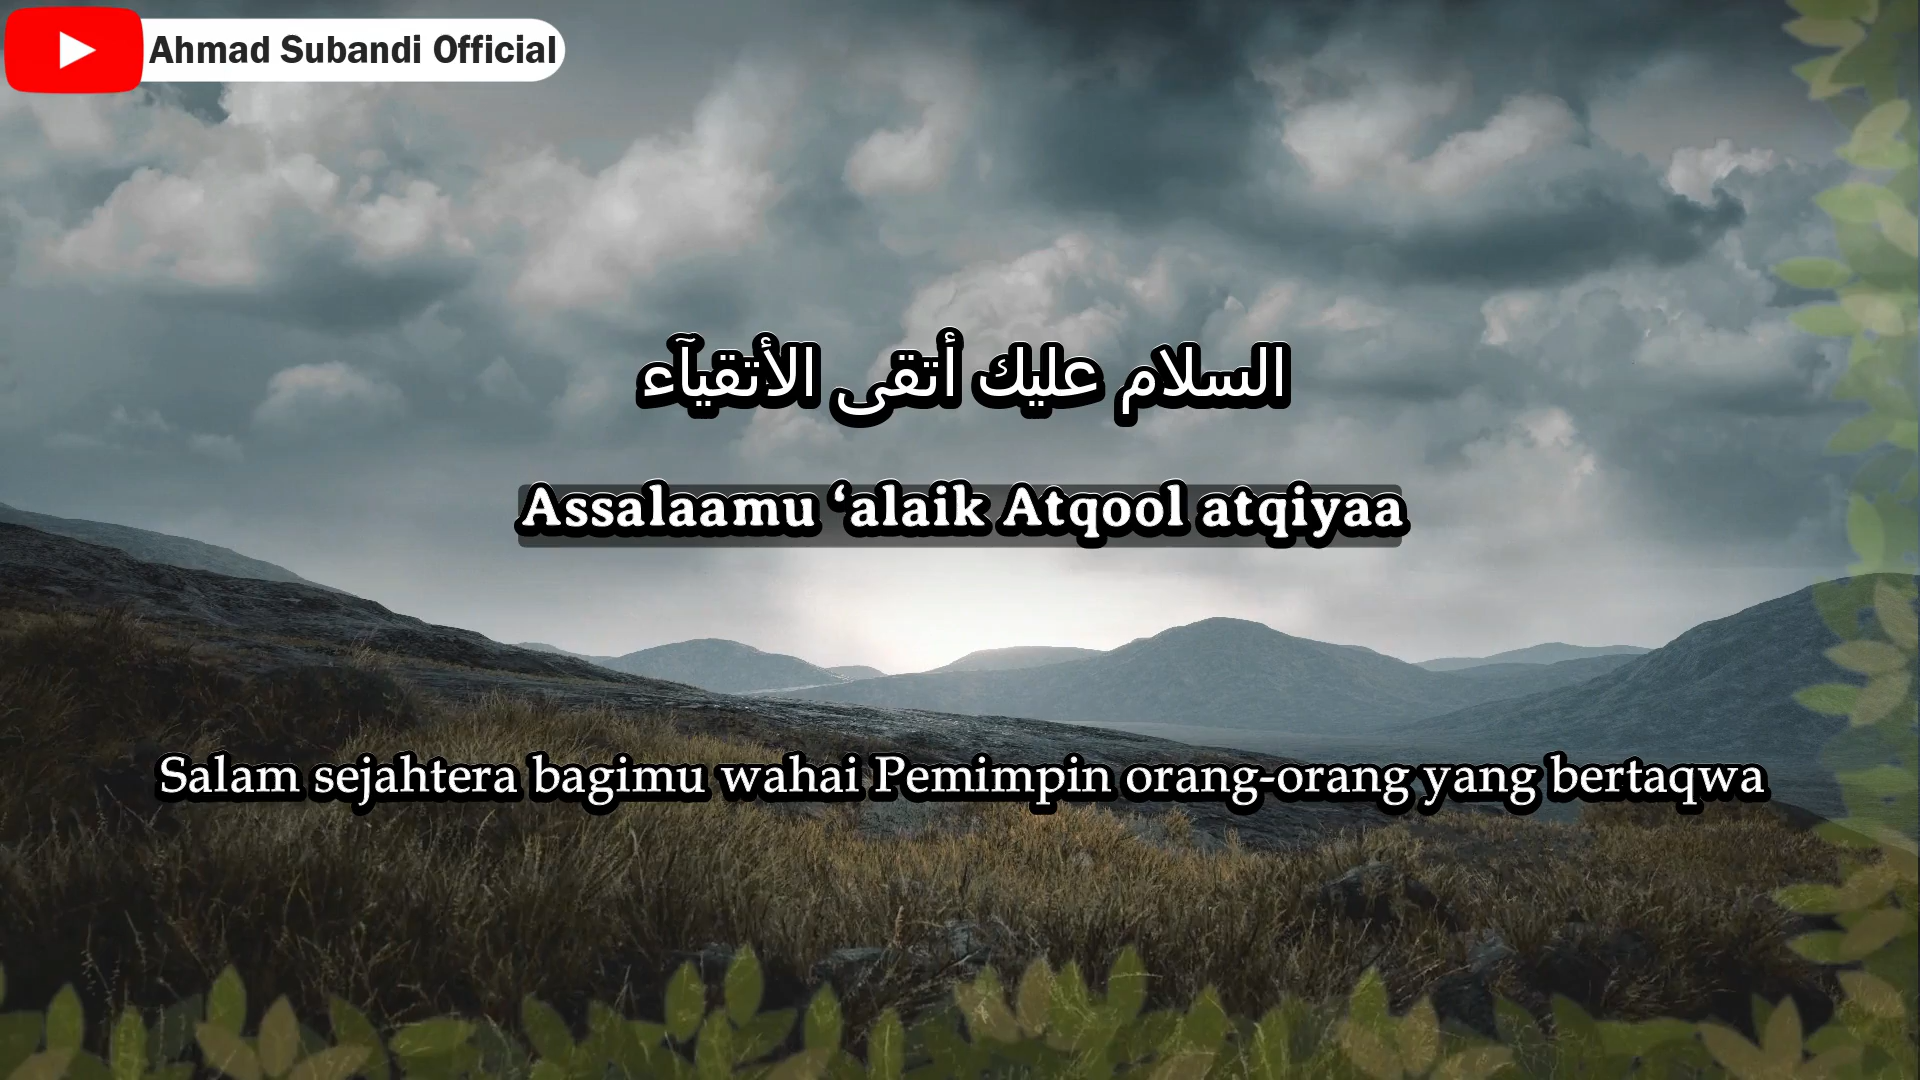 Ahmad Subandi Official
السلام عليك أتقى الأتقيآء
Assalaamu ‘alaik Atqool atqiyaa
Salam sejahtera bagimu wahai Pemimpin orang-orang yang bertaqwa